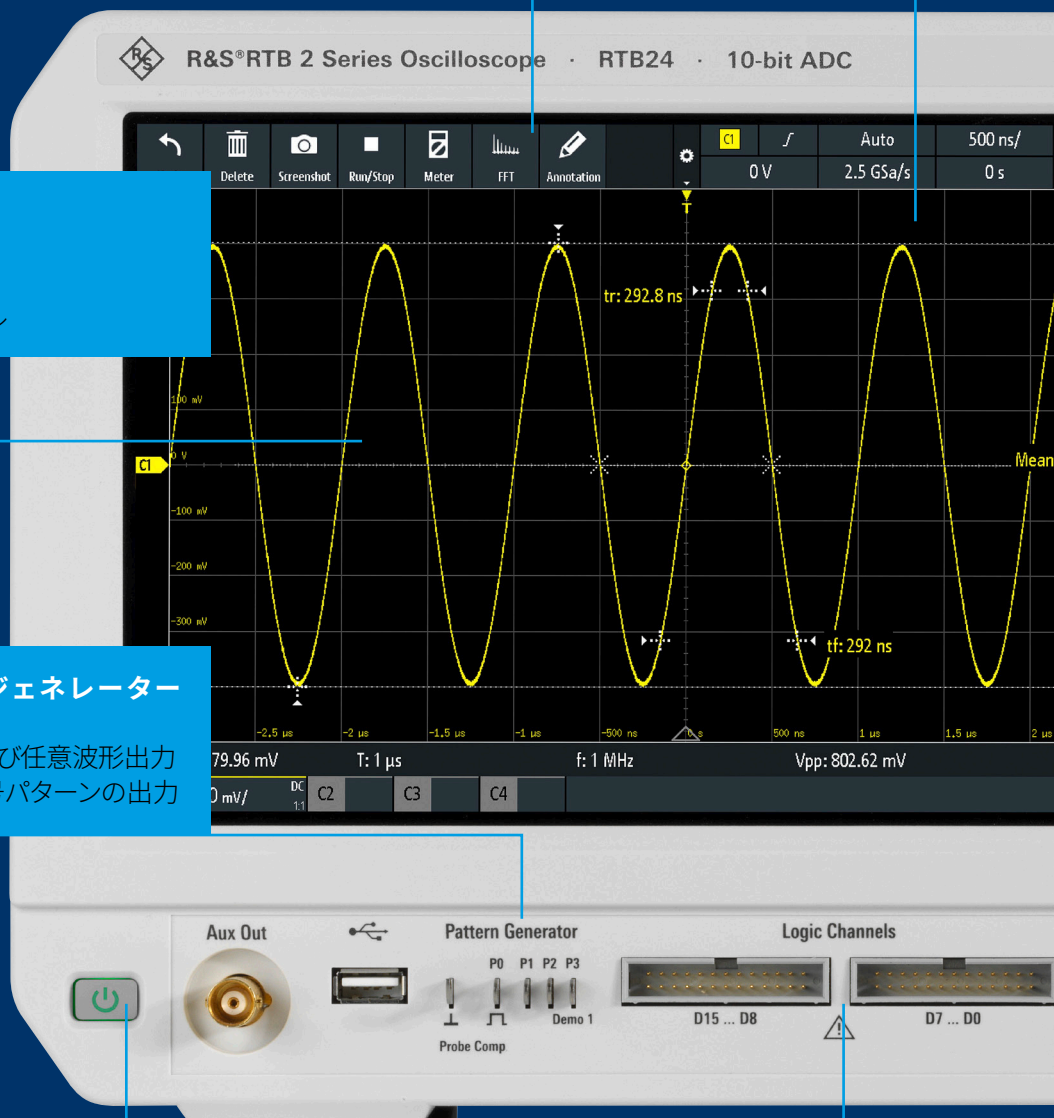 R&S®RTB 2 Series Oscilloscope · RTB24 · 10-bit ADC
Delete Screenshot Run/Stop Meter FFT Annotation
C1 Auto 500 ns/
0 V 2.5 GSa/s 0 s
T
tr: 292.8 ns
ン
100 mV
C1 0 V Mean
-100 mV
-200 mV
-300 mV
tf: 292 ns
ジェネレーター
び任意波形出力
パターンの出力
-2.5 µs -2 µs -1.5 µs -1 µs -500 ns 0 s 500 ns 1 µs 1.5 µs 2 µs
79.96 mV T: 1 µs f: 1 MHz Vpp: 802.62 mV
mV/ DC 1:1 C2 C3 C4
Aux Out Pattern Generator Logic Channels
P0 P1 P2 P3
Demo 1 D15 ... D8 D7 ... D0
Probe Comp